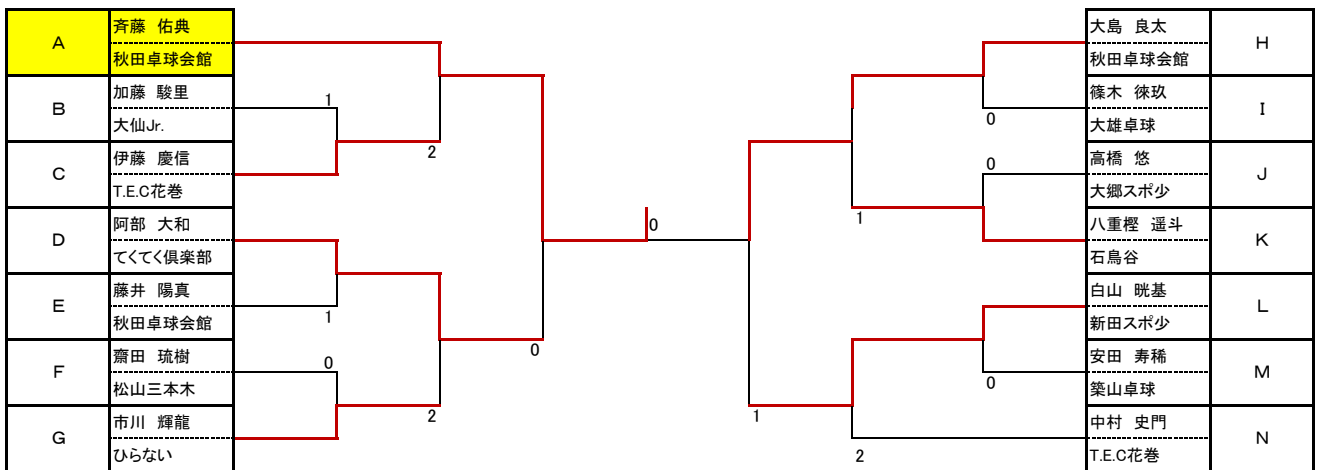 A
斉藤 佑典
秋田卓球会館
B
加藤 駿里
大仙Jr.
C
伊藤 慶信
T.E.C花巻
D
阿部 大和
てくてく倶楽部
E
藤井 陽真
秋田卓球会館
F
齋田 琉樹
松山三本木
G
市川 輝龍
ひらない
1
2
1
0
2
0
0
1
0
0
1
0
2
大島 良太
秋田卓球会館
H
篠木 徠玖
大雄卓球
I
高橋 悠
大郷スポ少
J
八重樫 遥斗
石鳥谷
K
白山 晄基
新田スポ少
L
安田 寿稀
築山卓球
M
中村 史門
T.E.C花巻
N